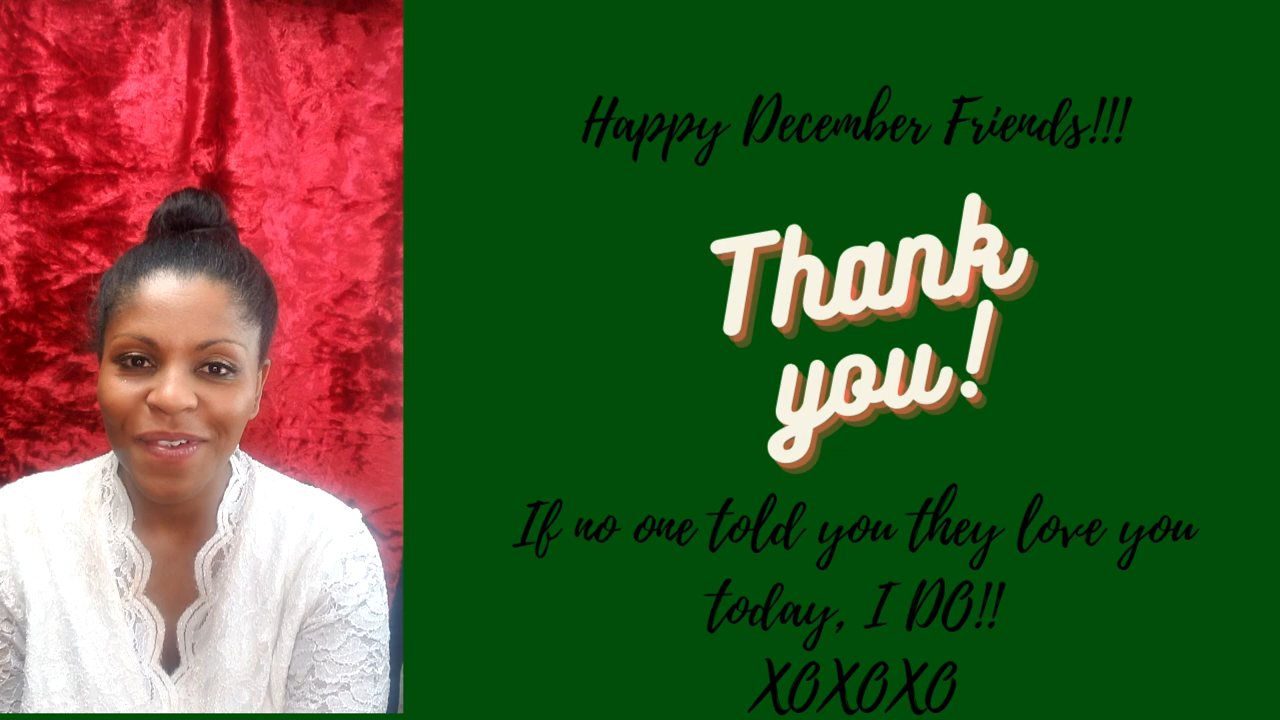 Happy December Friends!!!
Thank
you!
If no one told you they love you
today, I DO!!
XOXOXO